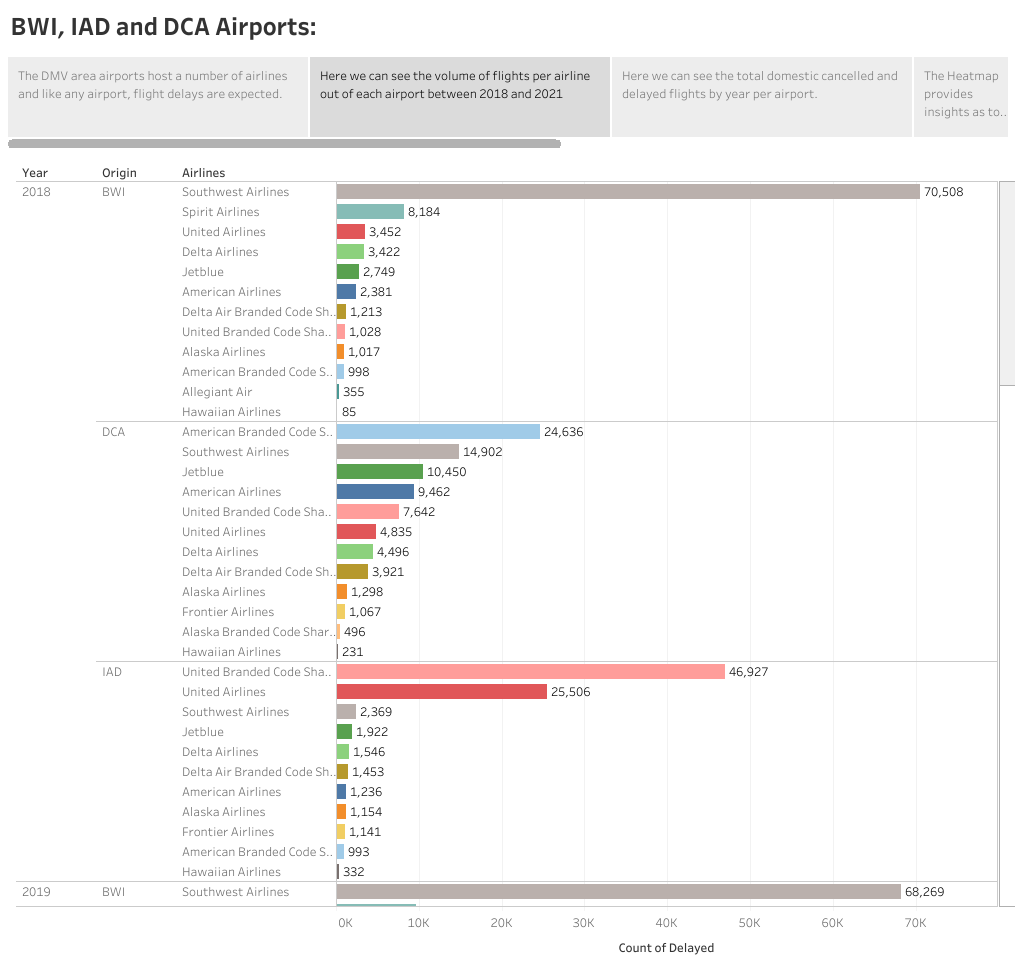 BWI, IAD and DCA Airports:
The DMV area airports host a number of airlines
and like any airport, flight delays are expected.
Here we can see the volume of flights per airline
out of each airport between 2018 and 2021
Here we can see the total domestic cancelled and
delayed flights by year per airport.
The Heatmap
provides
insights as to..
Year Origin Airlines
2018 BWI Southwest Airlines 70,508
Spirit Airlines 8,184
United Airlines 3,452
Delta Airlines 3,422
Jetblue 2,749
American Airlines 2,381
Delta Air Branded Code Sh.. 1,213
United Branded Code Sha.. 1,028
Alaska Airlines 1,017
American Branded Code S.. 998
Allegiant Air 355
Hawaiian Airlines 85
DCA American Branded Code S.. 24,636
Southwest Airlines 14,902
Jetblue 10,450
American Airlines 9,462
United Branded Code Sha.. 7,642
United Airlines 4,835
Delta Airlines 4,496
Delta Air Branded Code Sh.. 3,921
Alaska Airlines 1,298
Frontier Airlines 1,067
Alaska Branded Code Shar.. 496
Hawaiian Airlines 231
IAD United Branded Code Sha.. 46,927
United Airlines 25,506
Southwest Airlines 2,369
Jetblue 1,922
Delta Airlines 1,546
Delta Air Branded Code Sh.. 1,453
American Airlines 1,236
Alaska Airlines 1,154
Frontier Airlines 1,141
American Branded Code S.. 993
Hawaiian Airlines 332
2019 BWI Southwest Airlines 68,269
0K 10K 20K 30K 40K 50K 60K 70K
Count of Delayed